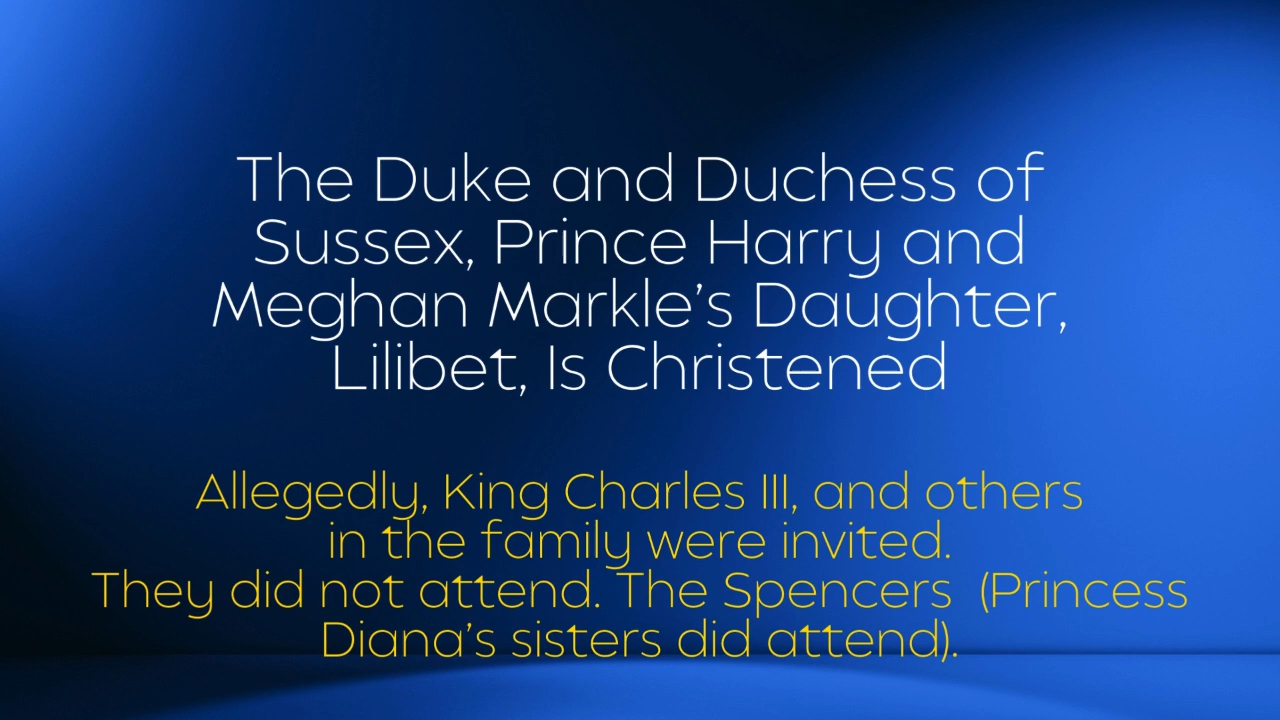 The Duke and Duchess of
Sussex, Prince Harry and
Meghan Markle’s Daughter,
Lilibet, Is Christened
Allegedly, King Charles III, and others
in the family were invited.
They did not attend. The Spencers  (Princess
Diana’s sisters did attend).